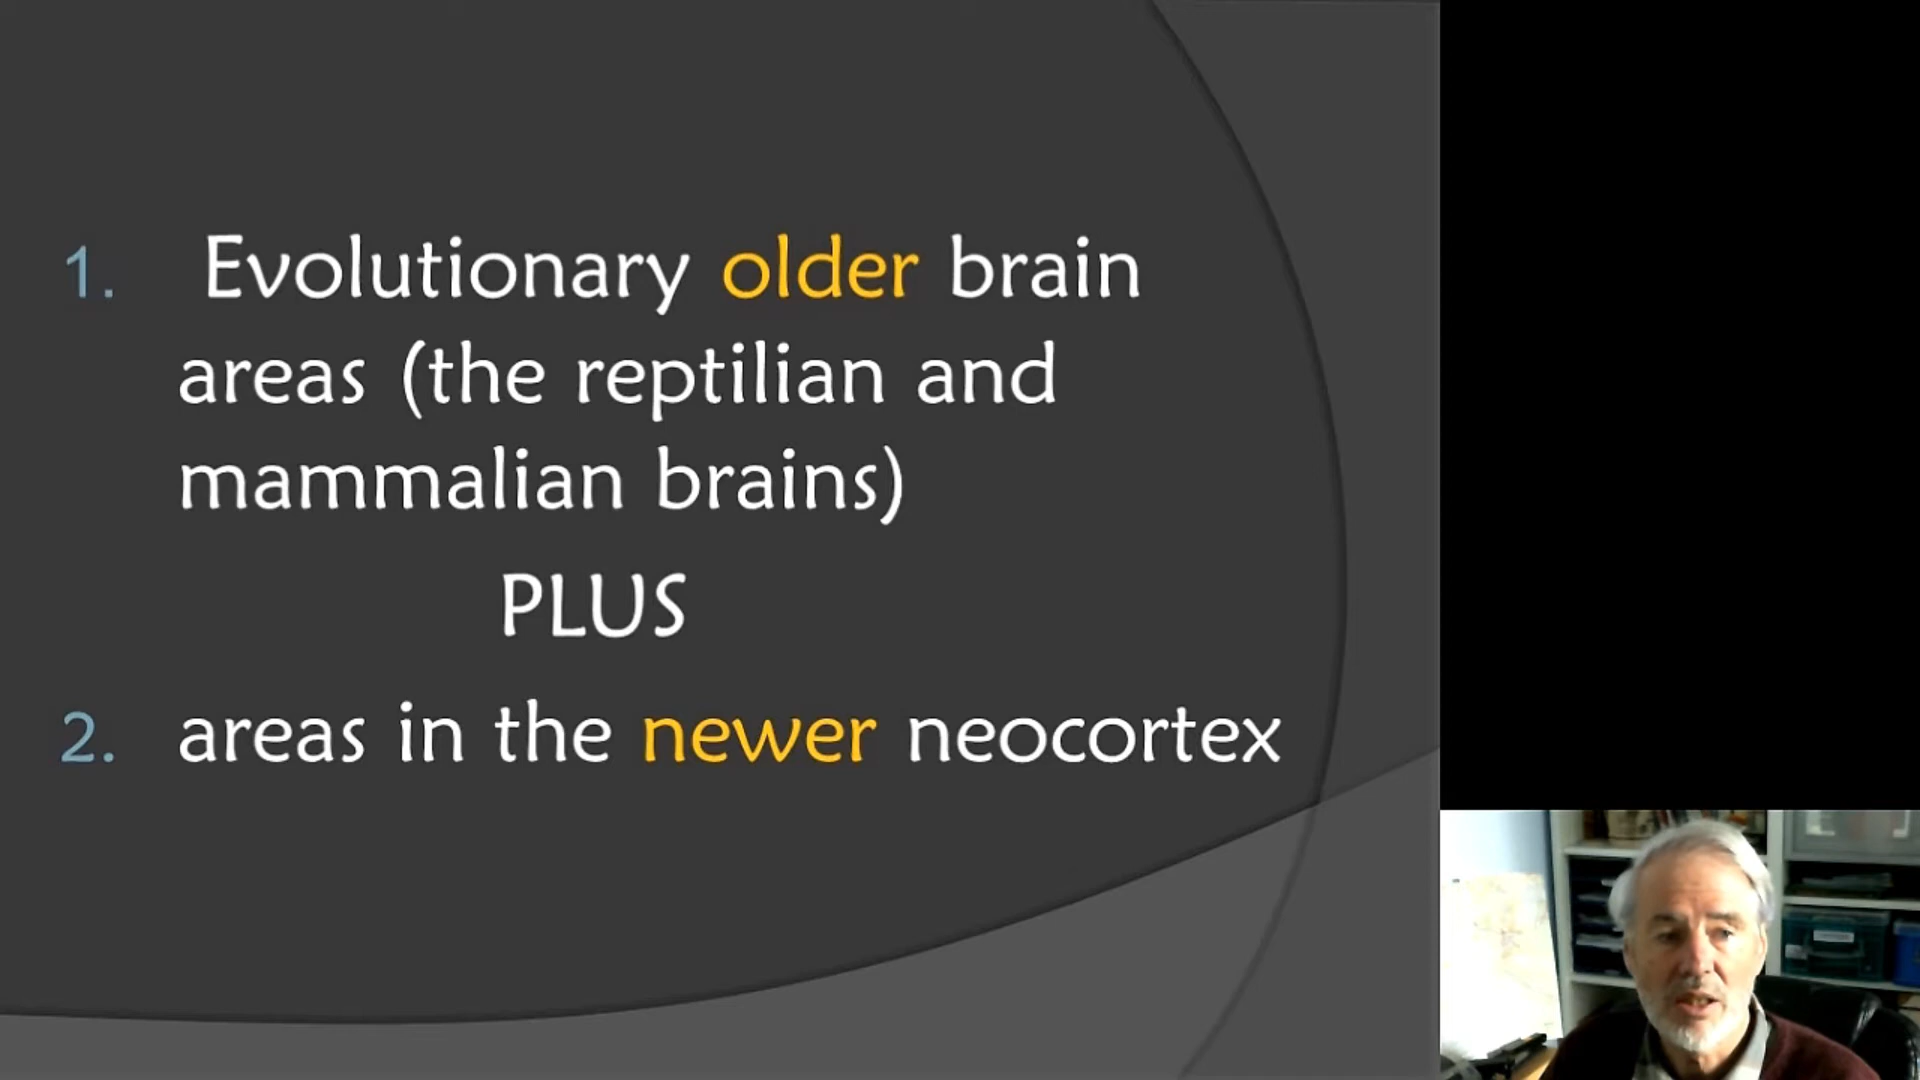 1. Evolutionary older brain
areas (the reptilian and
mammalian brains)
PLUS
2. areas in the newer neocortex